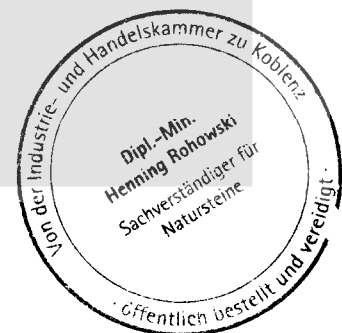 Von der Industrie- und Handelskammer zu Koblenz
Dipl.-Min.
Henning Rohowski
Sachverständiger für
Natursteine
· öffentlich bestellt und vereidigt ·